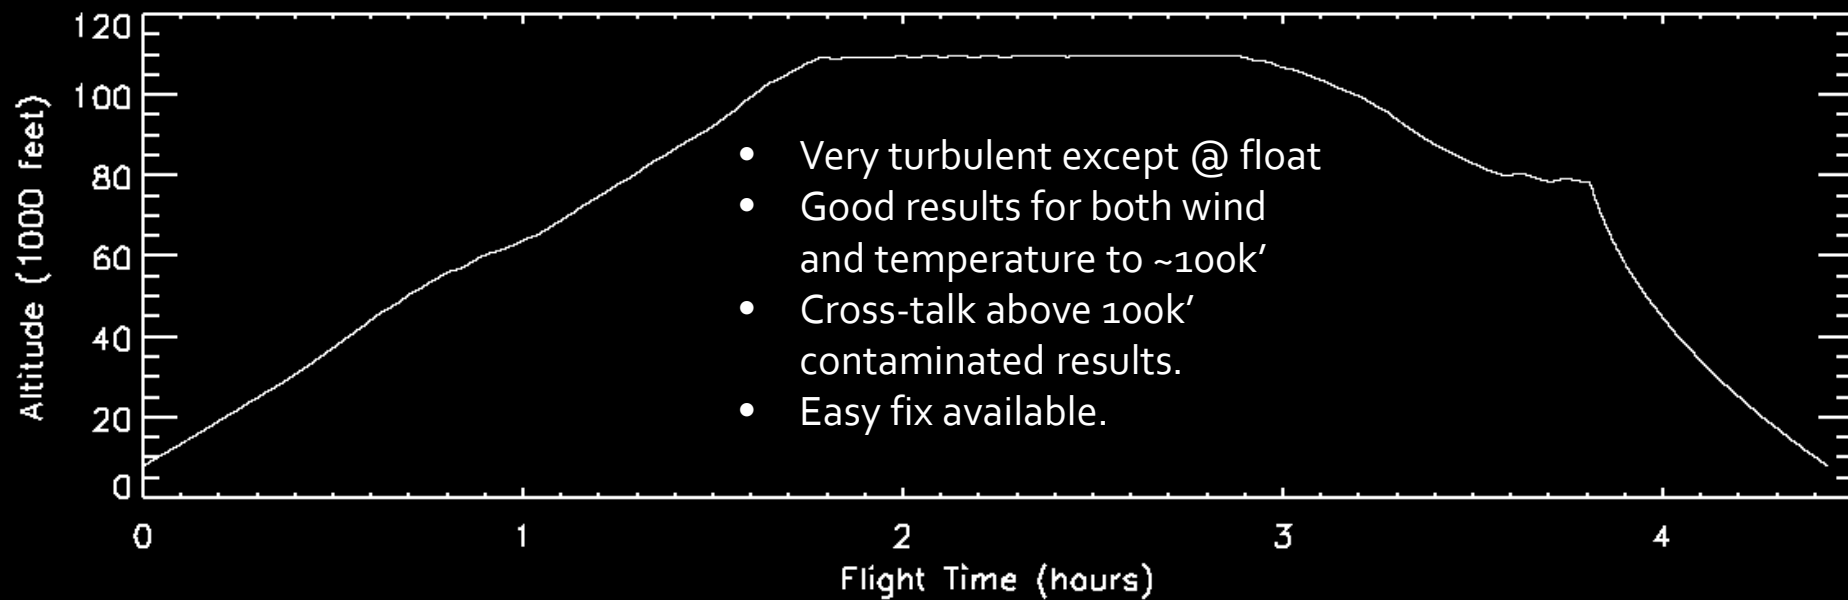 120
100
80
60
40
20
0
Altitude (1000 feet)
• Very turbulent except @ float
• Good results for both wind
and temperature to ~100k’
• Cross-talk above 100k’
contaminated results.
• Easy fix available.
0 1 2 3 4
Flight Time (hours)